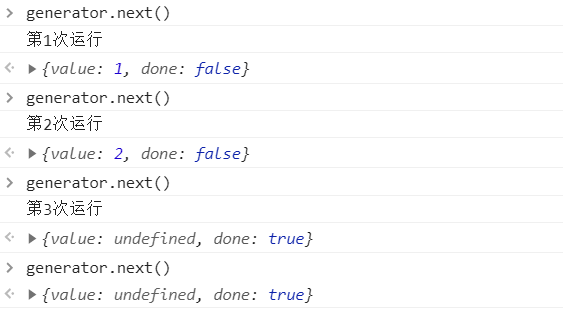 generator.next()
第1次运行
{value: 1, done: false}
generator.next()
第2次运行
{value: 2, done: false}
generator.next()
第3次运行
{value: undefined, done: true}
generator.next()
{value: undefined, done: true}